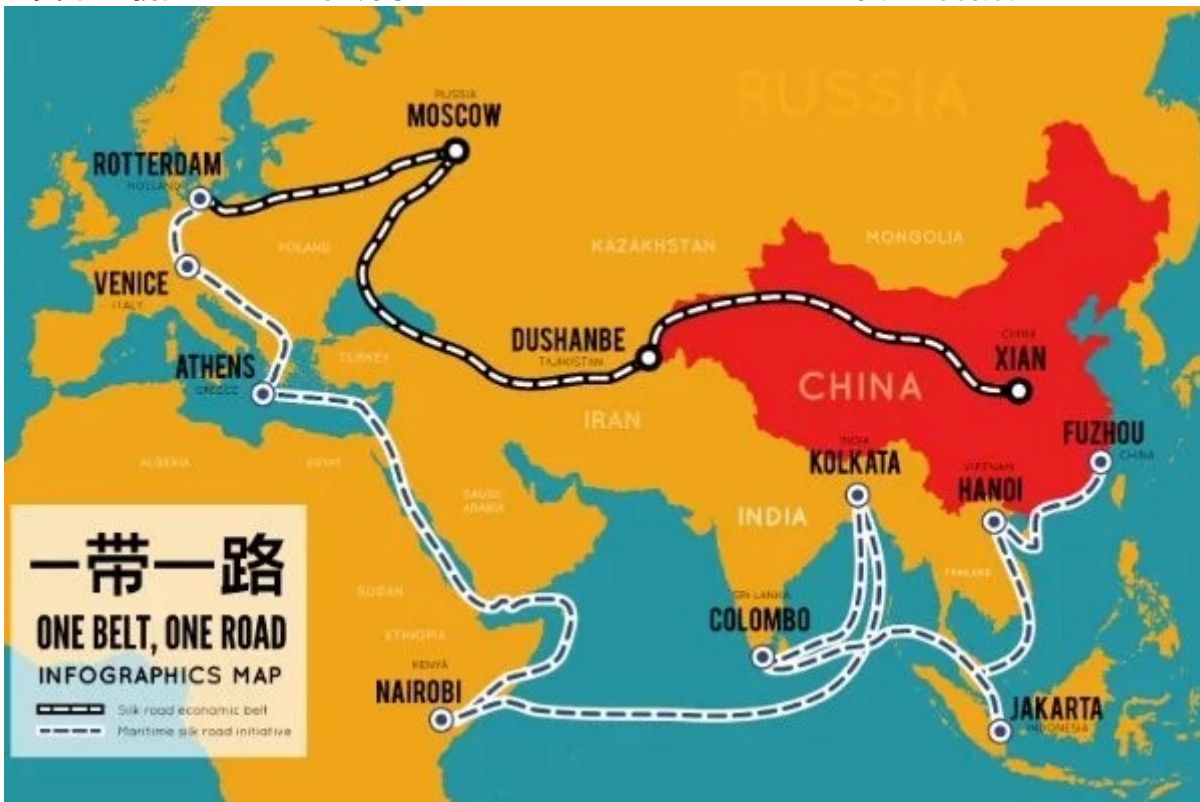 RUSSIA
RUSSIA
MOSCOW
ROTTERDAM
HOLLAND
POLAND
KAZAKHSTAN
MONGOLIA
VENICE
ITALY
DUSHANBE
TAJIKISTAN
CHINA
XIAN
ATHENS
GREECE
TURKEY
CHINA
IRAN
FUZHOU
CHINA
INDIA
KOLKATA
VIETNAM
HANOI
ALGERIA
EGYPT
SAUDI
ARABIA
INDIA
THAILAND
SUDAN
ETHIOPIA
SRI LANKA
COLOMBO
KENYA
NAIROBI
JAKARTA
INDONESIA
一带一路
ONE BELT, ONE ROAD
INFOGRAPHICS MAP
Silk road economic belt
Maritime silk road initiative